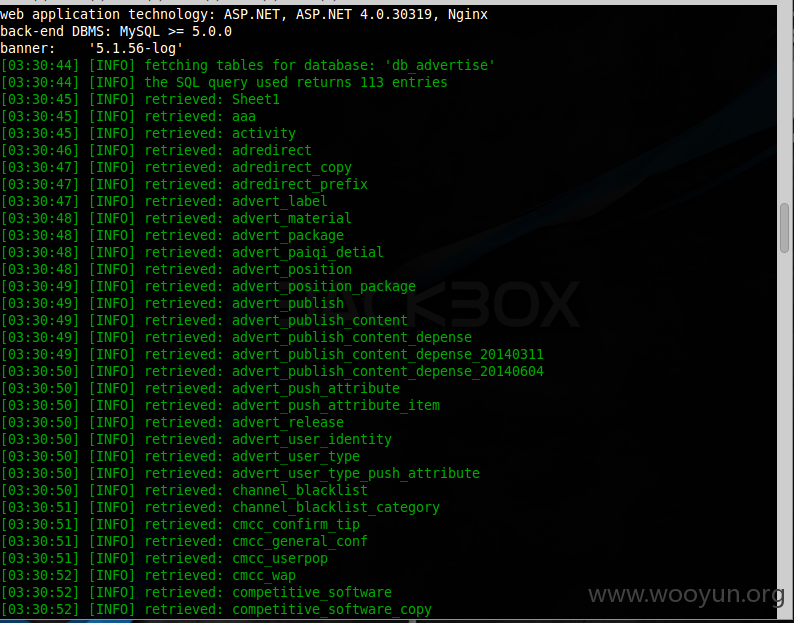 web application technology: ASP.NET, ASP.NET 4.0.30319, Nginx
back-end DBMS: MySQL >= 5.0.0
banner:    '5.1.56-log'
[03:30:44] [INFO] fetching tables for database: 'db_advertise'
[03:30:44] [INFO] the SQL query used returns 113 entries
[03:30:45] [INFO] retrieved: Sheet1
[03:30:45] [INFO] retrieved: aaa
[03:30:45] [INFO] retrieved: activity
[03:30:46] [INFO] retrieved: adredirect
[03:30:47] [INFO] retrieved: adredirect_copy
[03:30:47] [INFO] retrieved: adredirect_prefix
[03:30:47] [INFO] retrieved: advert_label
[03:30:48] [INFO] retrieved: advert_material
[03:30:48] [INFO] retrieved: advert_package
[03:30:48] [INFO] retrieved: advert_paiqi_detial
[03:30:48] [INFO] retrieved: advert_position
[03:30:49] [INFO] retrieved: advert_position_package
[03:30:49] [INFO] retrieved: advert_publish
[03:30:49] [INFO] retrieved: advert_publish_content
[03:30:49] [INFO] retrieved: advert_publish_content_depense
[03:30:49] [INFO] retrieved: advert_publish_content_depense_20140311
[03:30:50] [INFO] retrieved: advert_publish_content_depense_20140604
[03:30:50] [INFO] retrieved: advert_push_attribute
[03:30:50] [INFO] retrieved: advert_push_attribute_item
[03:30:50] [INFO] retrieved: advert_release
[03:30:50] [INFO] retrieved: advert_user_identity
[03:30:50] [INFO] retrieved: advert_user_type
[03:30:50] [INFO] retrieved: advert_user_type_push_attribute
[03:30:50] [INFO] retrieved: channel_blacklist
[03:30:51] [INFO] retrieved: channel_blacklist_category
[03:30:51] [INFO] retrieved: cmcc_confirm_tip
[03:30:51] [INFO] retrieved: cmcc_general_conf
[03:30:51] [INFO] retrieved: cmcc_userpop
[03:30:52] [INFO] retrieved: cmcc_wap
[03:30:52] [INFO] retrieved: competitive_software
[03:30:52] [INFO] retrieved: competitive_software_copy
www.wooyun.org